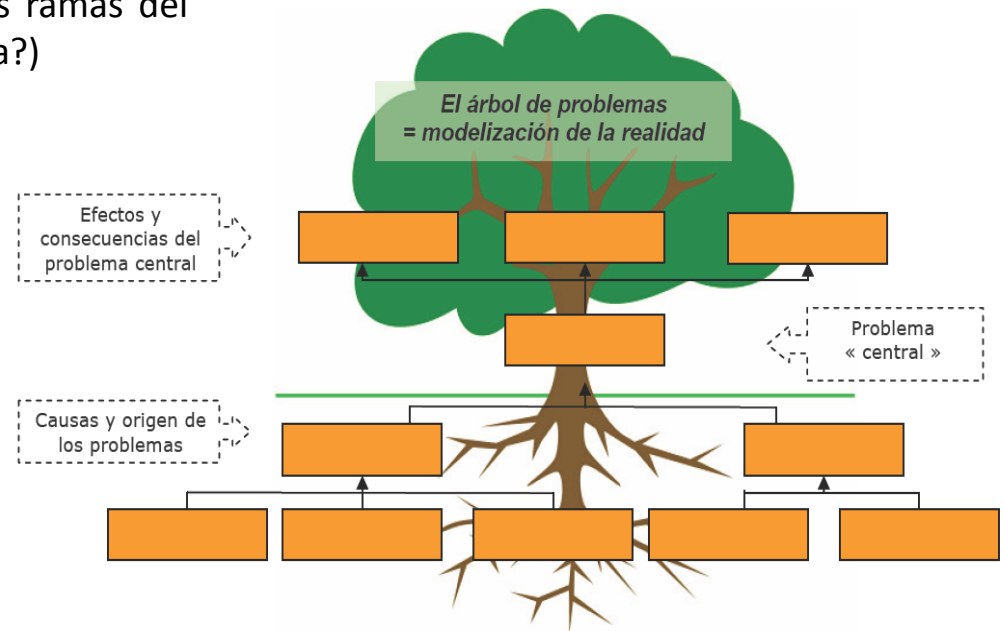 s ramas del
a?)
El árbol de problemas
= modelización de la realidad
Efectos y
consecuencias del
problema central
Problema
« central »
Causas y origen de
los problemas